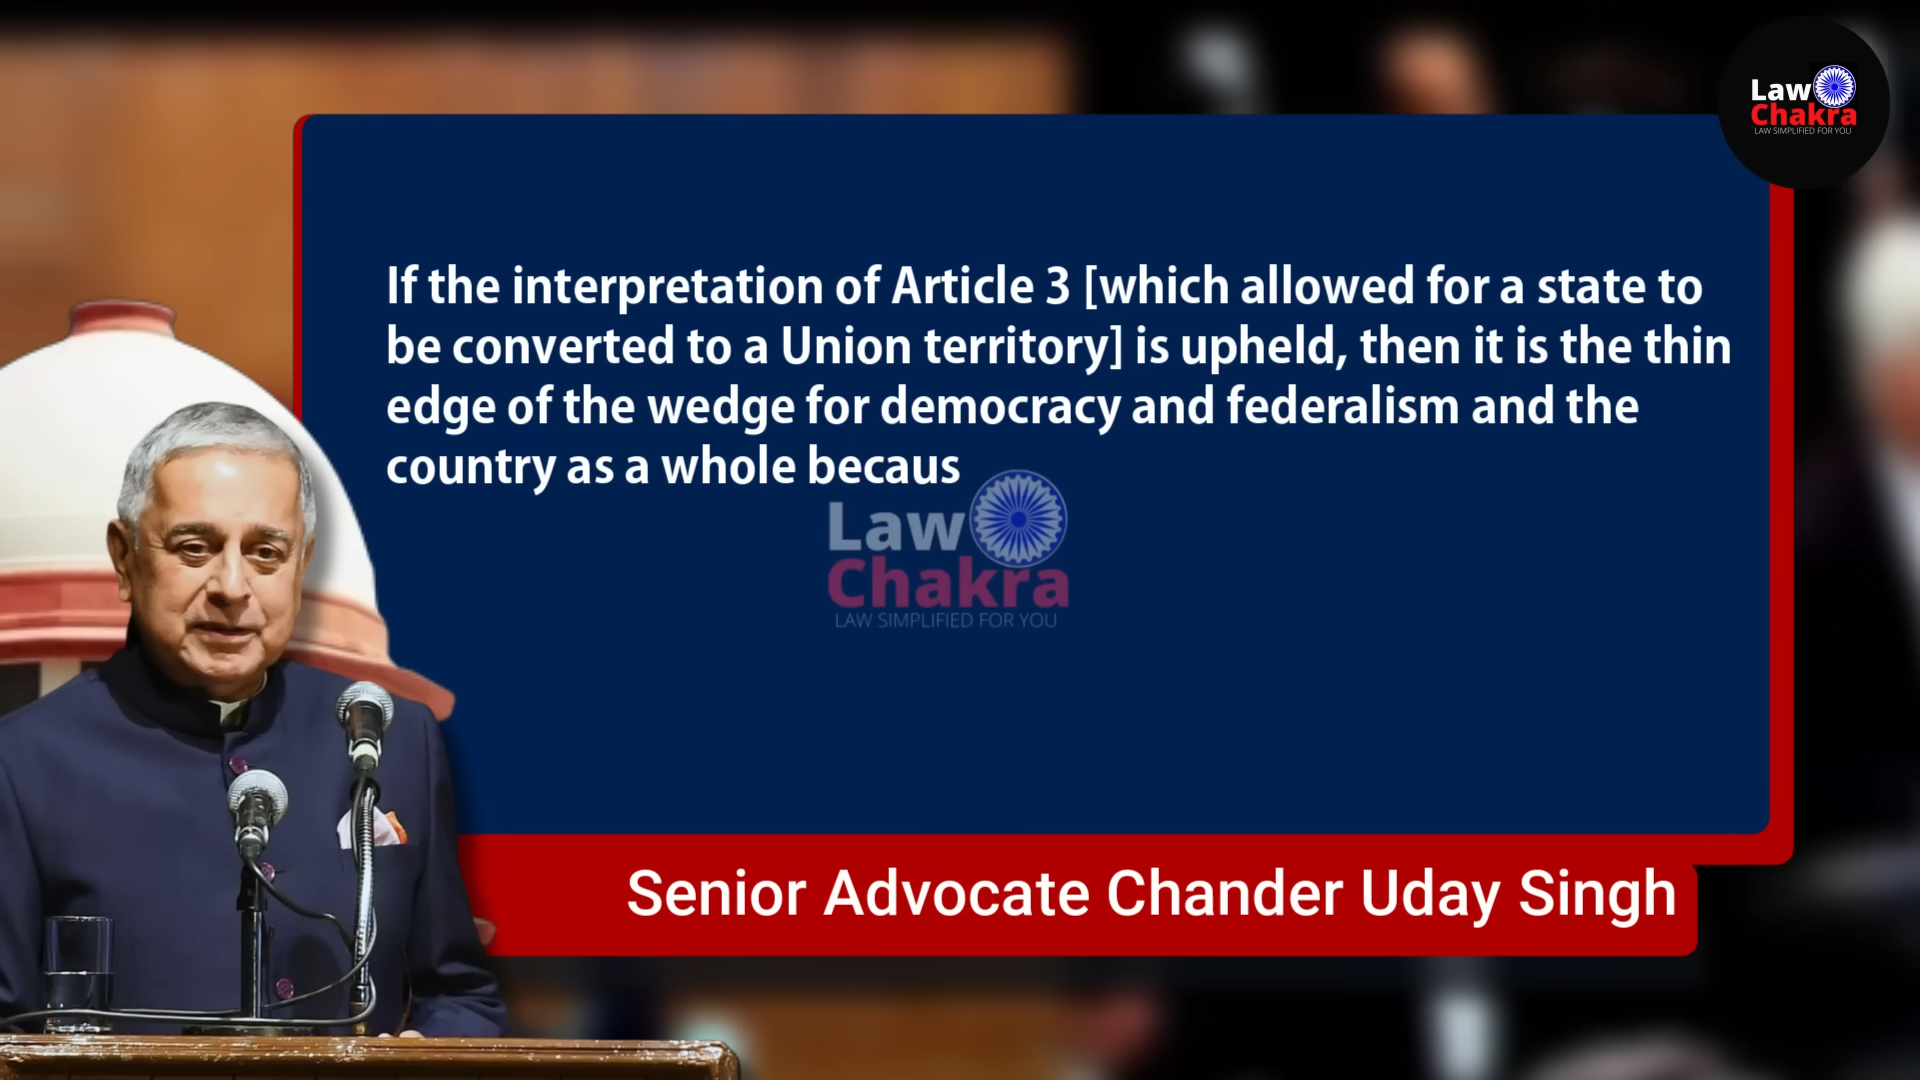 Law
Chakra
LAW SIMPLIFIED FOR YOU
If the interpretation of Article 3 [which allowed for a state to
be converted to a Union territory] is upheld, then it is the thin
edge of the wedge for democracy and federalism and the
country as a whole becaus
Law
Chakra
LAW SIMPLIFIED FOR YOU
Senior Advocate Chander Uday Singh